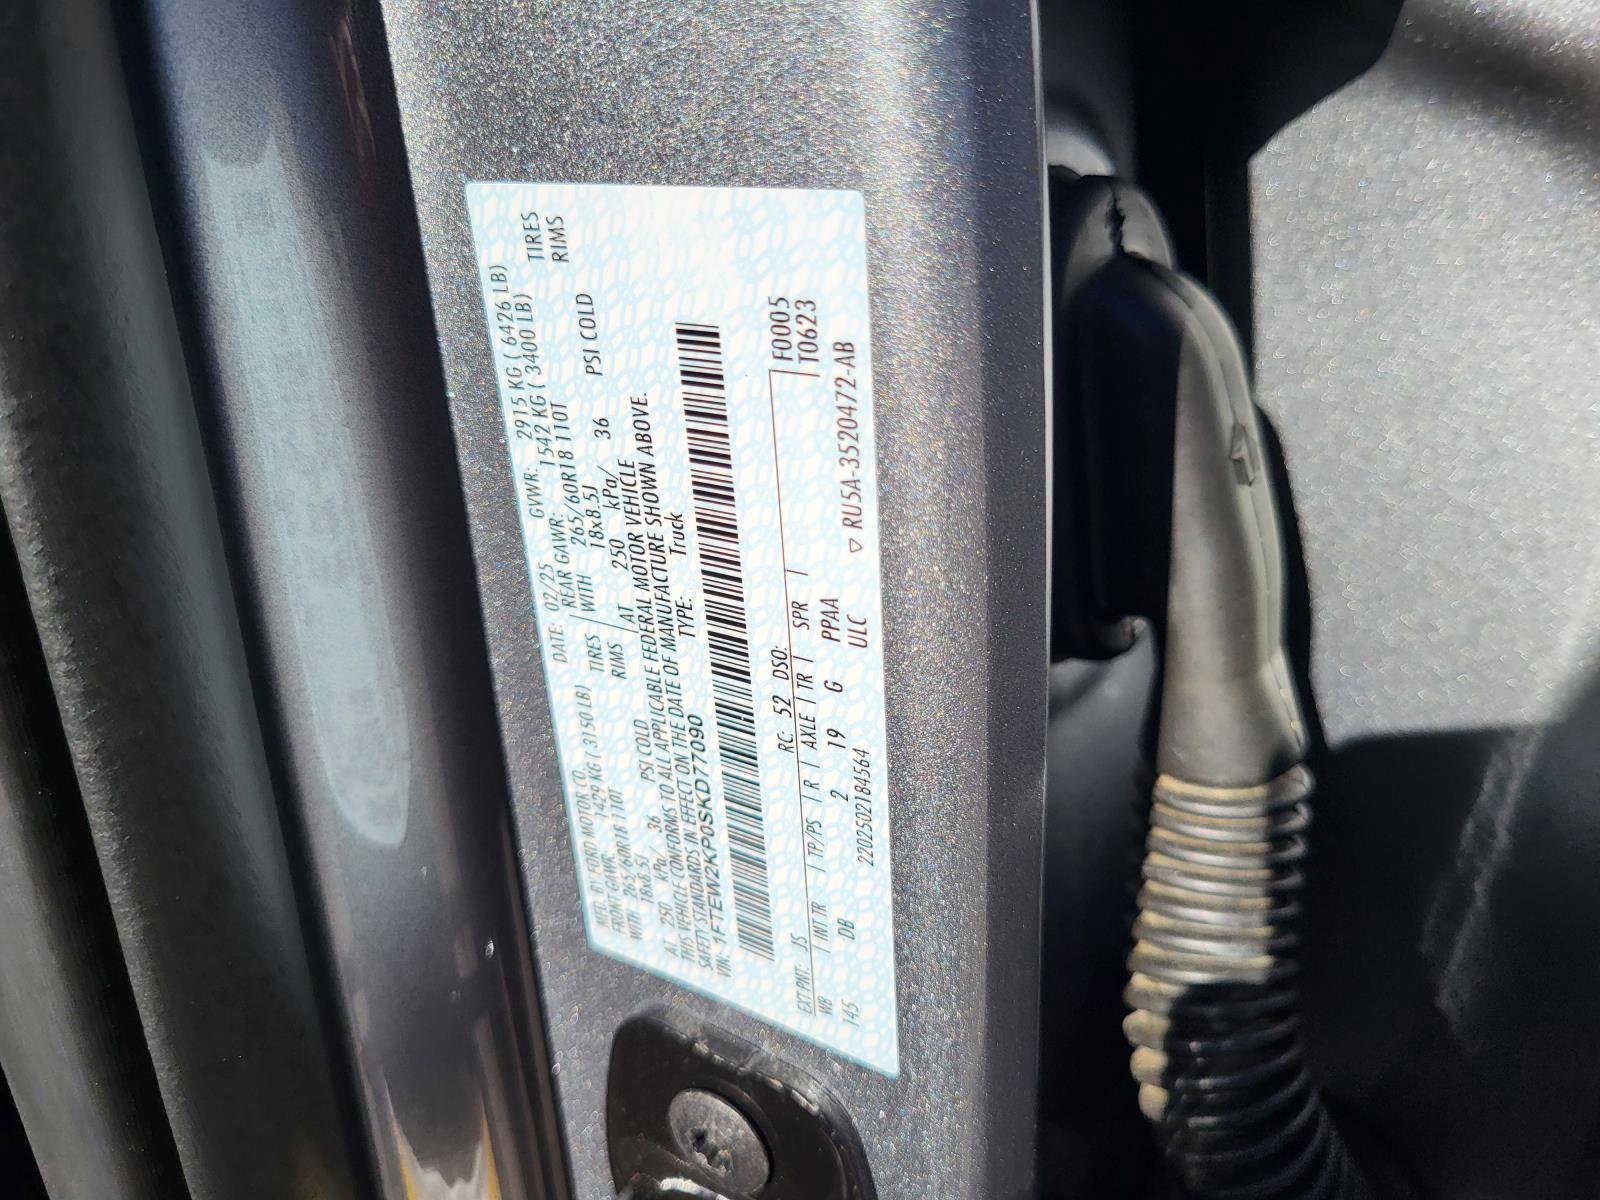 MFD. BY FORD MOTOR CO. DATE: 02/25 GVWR: 2915 KG ( 6426 LB)
FRONT GAWR: 1429 KG ( 3150 LB) REAR GAWR: 1542 KG ( 3400 LB)
WITH 265/60R18 110T TIRES WITH 265/60R18 110T TIRES
18x8.5J RIMS 18x8.5J RIMS
AT 250 kPa/ 36 PSI COLD AT 250 kPa/ 36 PSI COLD
THIS VEHICLE CONFORMS TO ALL APPLICABLE FEDERAL MOTOR VEHICLE
SAFETY STANDARDS IN EFFECT ON THE DATE OF MANUFACTURE SHOWN ABOVE.
VIN: 1FTEW2KP0SKD77090 TYPE: Truck
EXT PNT: JS RC: 52 DSO: F0005
WB | INT TR | TP/PS | R | AXLE | TR | SPR | T0623
145 DB 2 19 G PPAA
2202502184564 ULC ▽ RU5A-3520472-AB